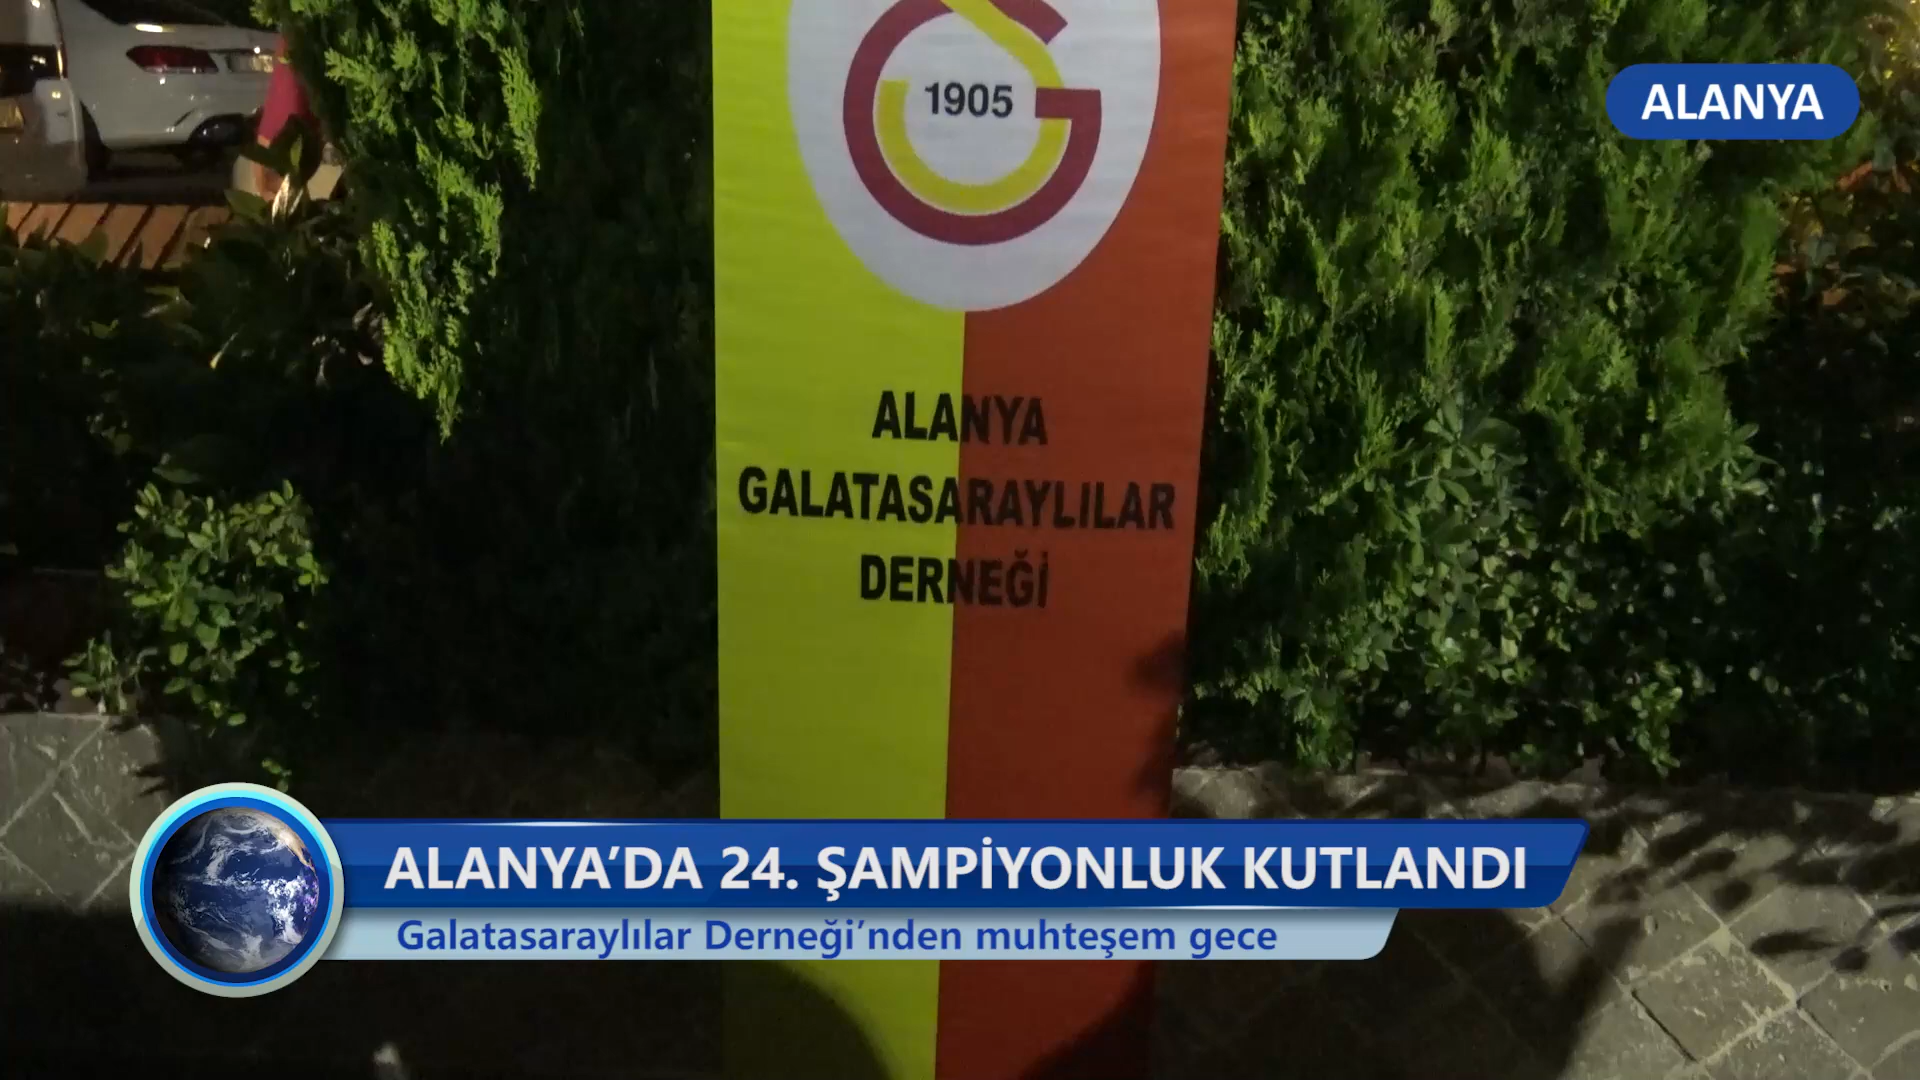 1905
ALANYA
ALANYA
GALATASARAYLILAR
DERNEĞİ
ALANYA’DA 24. ŞAMPİYONLUK KUTLANDI
Galatasaraylılar Derneği’nden muhteşem gece